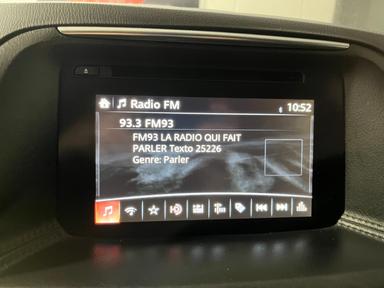 Radio FM 10:52
93.3 FM93
FM93 LA RADIO QUI FAIT
PARLER Texto 25226
Genre: Parler